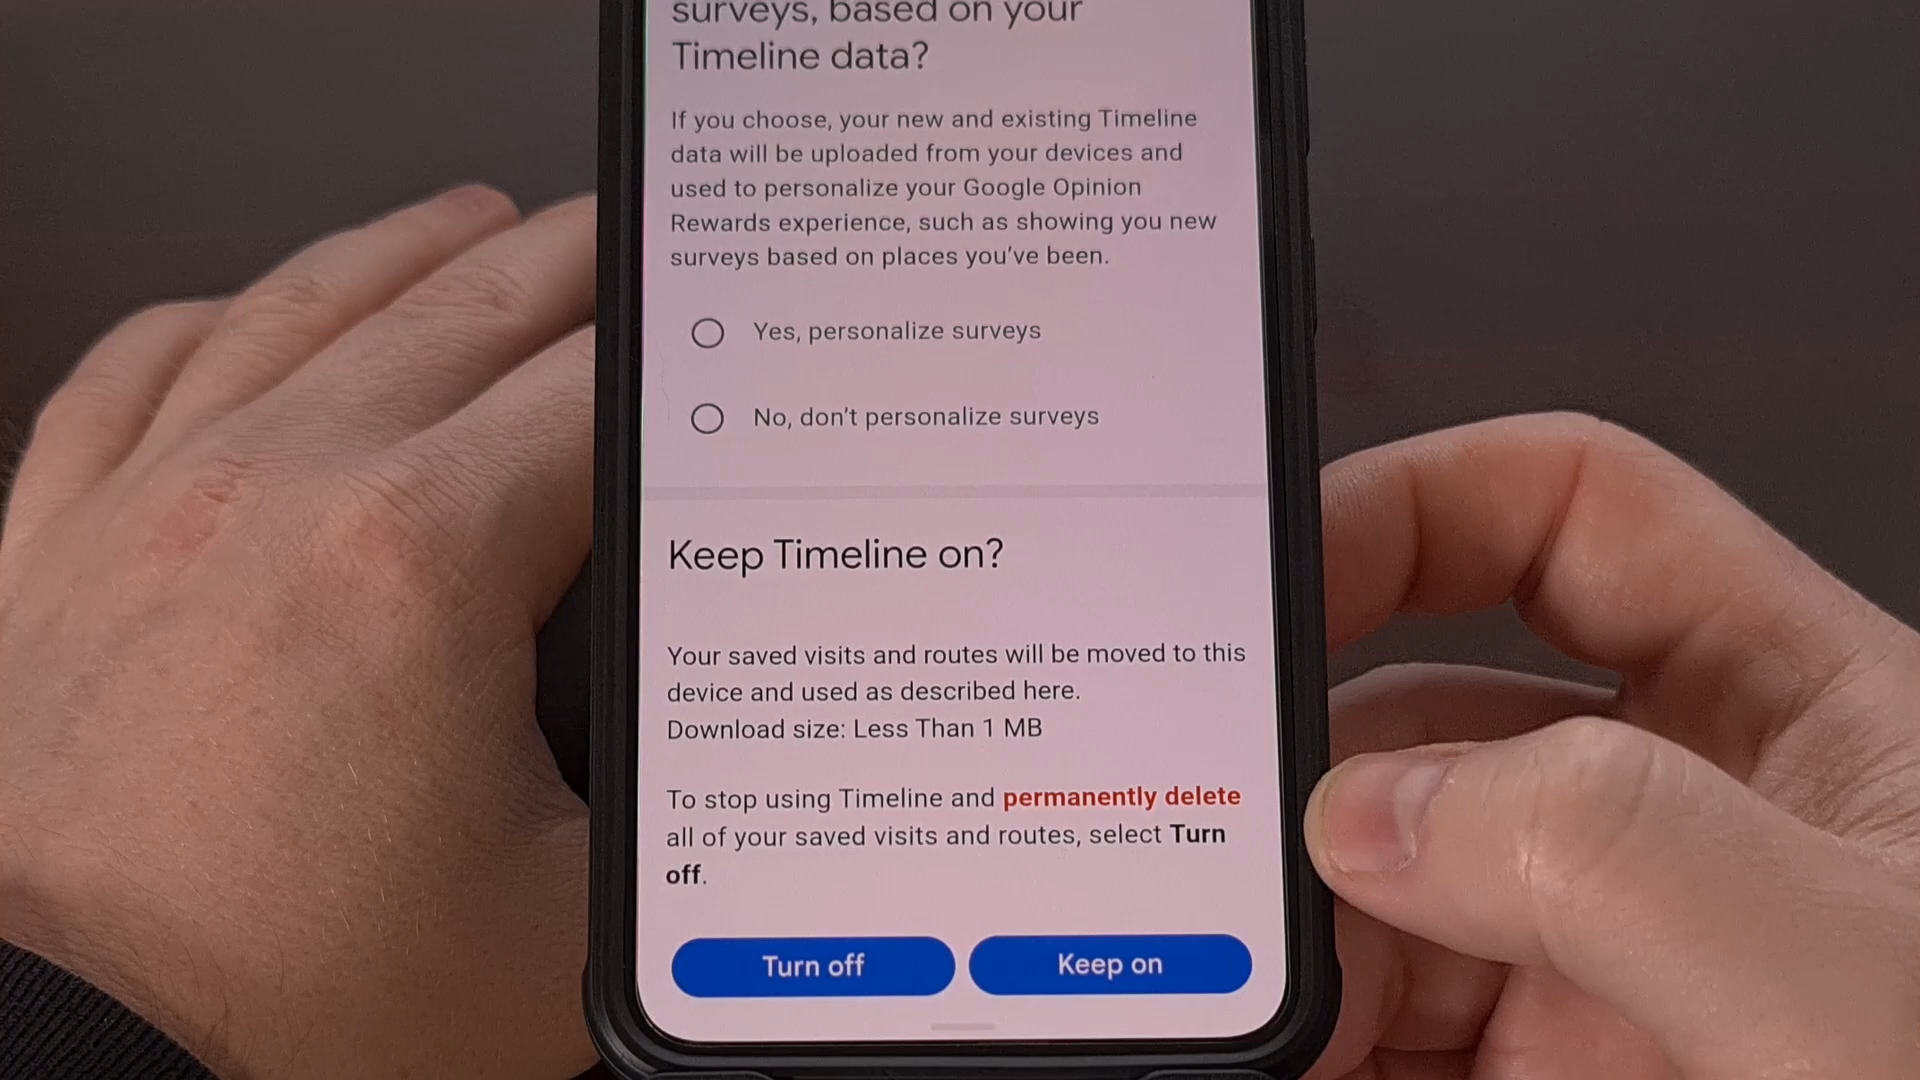 surveys, based on your
Timeline data?
If you choose, your new and existing Timeline
data will be uploaded from your devices and
used to personalize your Google Opinion
Rewards experience, such as showing you new
surveys based on places you've been.
Yes, personalize surveys
No, don't personalize surveys
Keep Timeline on?
Your saved visits and routes will be moved to this
device and used as described here.
Download size: Less Than 1 MB
To stop using Timeline and permanently delete
all of your saved visits and routes, select Turn
off.
Turn off
Keep on